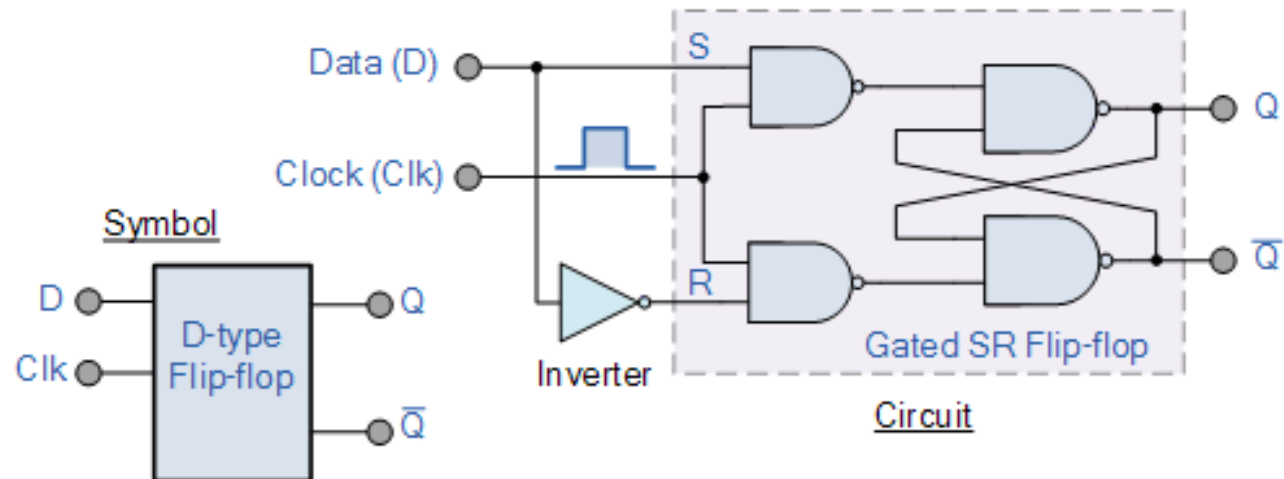 Data (D)
S
Q
Clock (Clk)
Symbol
D
Q
D-type
Flip-flop
Clk
Q̅
R
Inverter
Q̅
Gated SR Flip-flop
Circuit